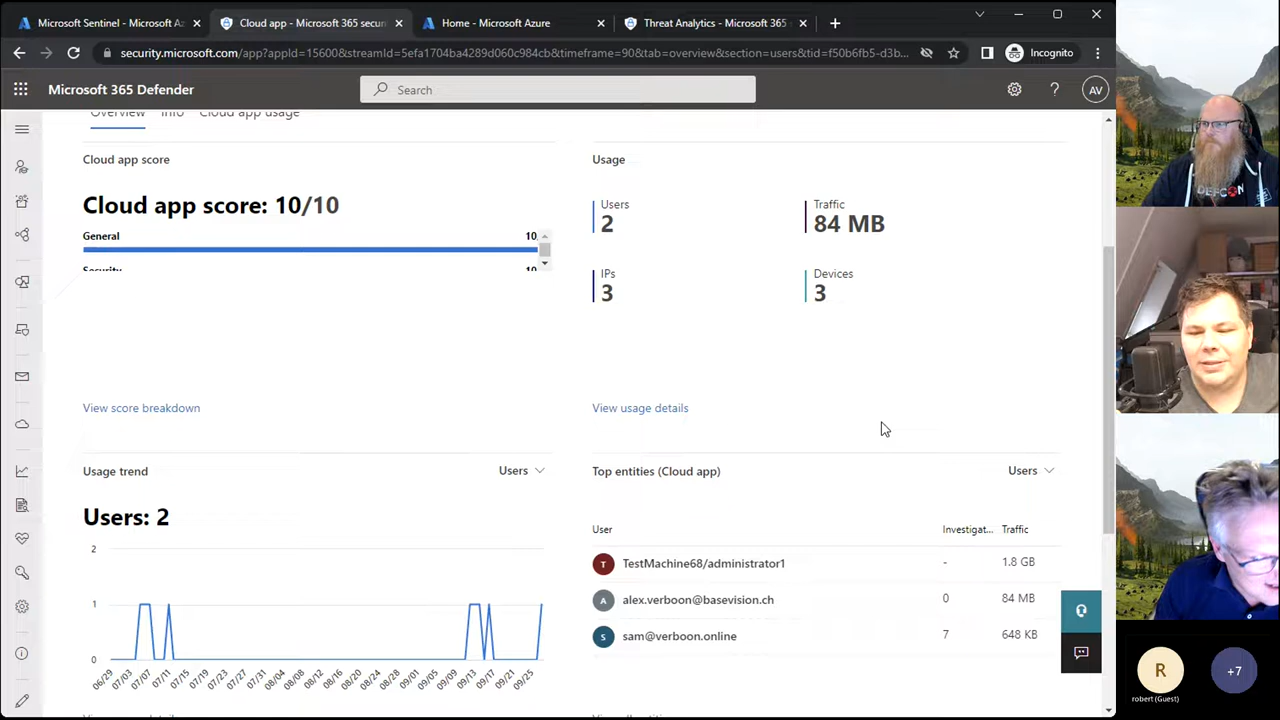 Microsoft Sentinel - Microsoft Az
Cloud app - Microsoft 365 secur
Home - Microsoft Azure
Threat Analytics - Microsoft 365
security.microsoft.com/app?appId=15600&streamId=5efa1704ba4289d060c984cb&timeframe=90&tab=overview&section=users&tid=f50b6fb5-d3b...
Incognito
Microsoft 365 Defender
Search
AV
Overview
Info
Cloud app usage
Cloud app score
Cloud app score: 10/10
General 10
Security 10
View score breakdown
Usage
Users
2
Traffic
84 MB
IPs
3
Devices
3
View usage details
Usage trend
Users
Users: 2
2
1
0
06/29 07/03 07/07 07/11 07/15 07/19 07/23 07/27 07/31 08/04 08/08 08/12 08/16 08/20 08/24 08/28 09/01 09/05 09/09 09/13 09/17 09/21 09/25
Top entities (Cloud app)
Users
User Investigat... Traffic
T TestMachine68/administrator1 - 1.8 GB
A alex.verboon@basevision.ch 0 84 MB
S sam@verboon.online 7 648 KB
DEFCON
R
robert (Guest)
+7